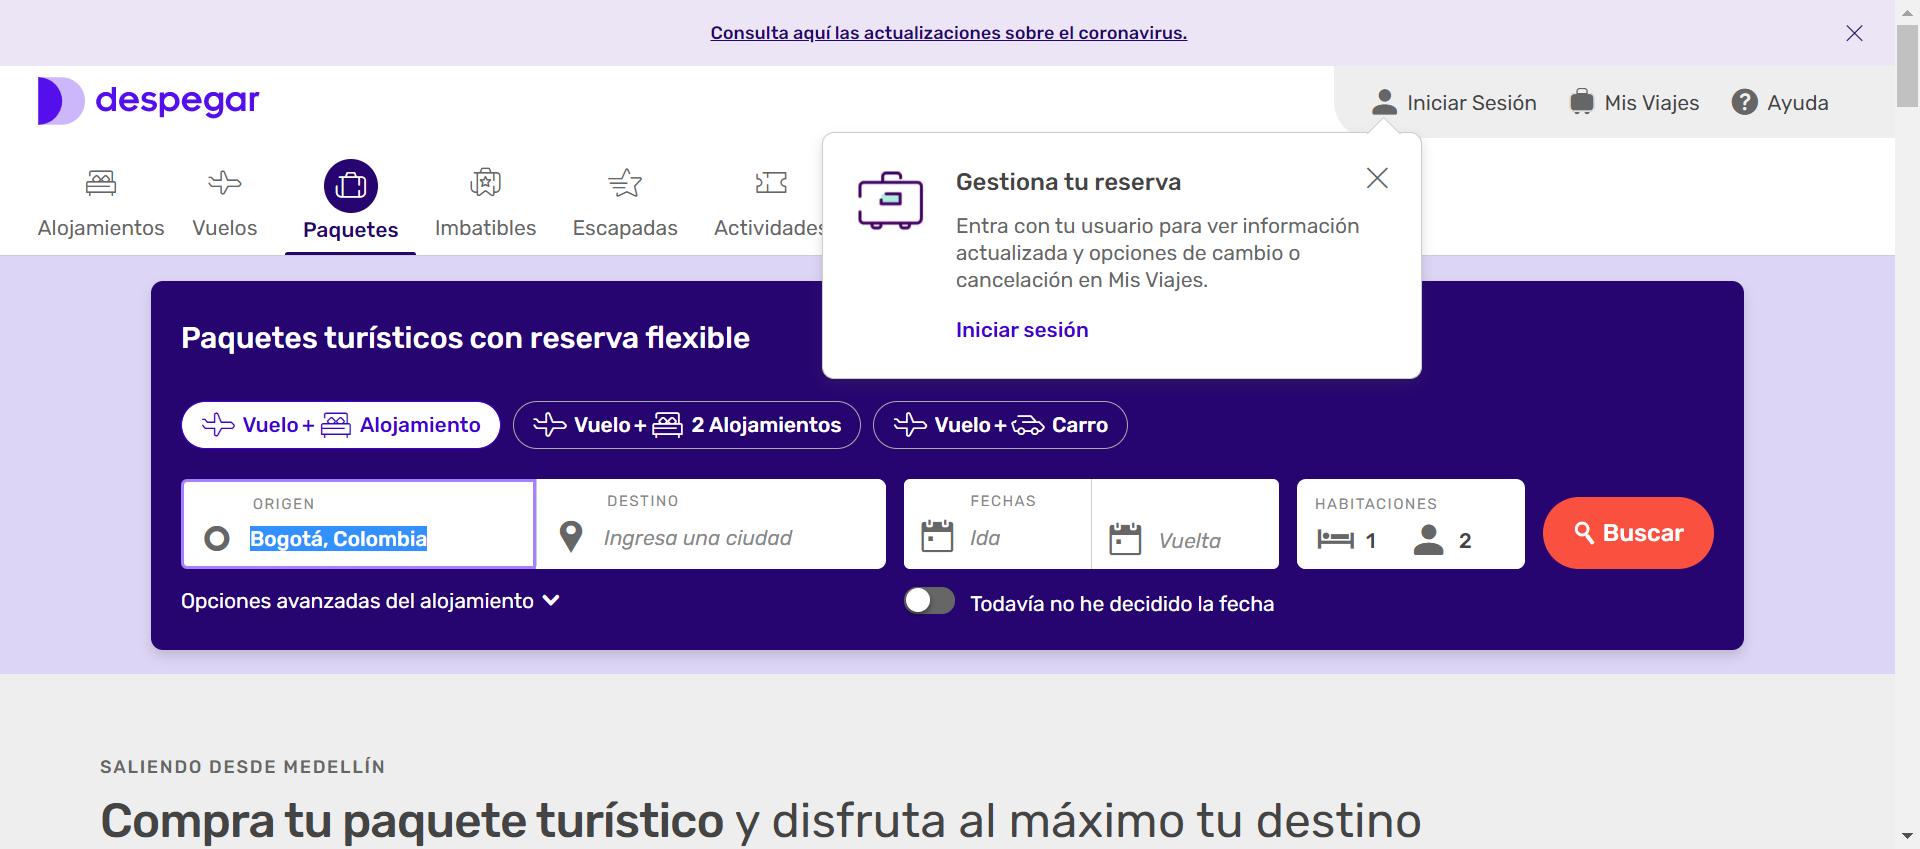 Consulta aquí las actualizaciones sobre el coronavirus.
despegar
Iniciar Sesión
Mis Viajes
Ayuda
Alojamientos
Vuelos
Paquetes
Imbatibles
Escapadas
Actividades
Gestiona tu reserva
Entra con tu usuario para ver información
actualizada y opciones de cambio o
cancelación en Mis Viajes.
Iniciar sesión
Paquetes turísticos con reserva flexible
Vuelo + Alojamiento
Vuelo + 2 Alojamientos
Vuelo + Carro
ORIGEN
Bogotá, Colombia
DESTINO
Ingresa una ciudad
FECHAS
Ida
Vuelta
HABITACIONES
1
2
Buscar
Opciones avanzadas del alojamiento
Todavía no he decidido la fecha
SALIENDO DESDE MEDELLÍN
Compra tu paquete turístico y disfruta al máximo tu destino